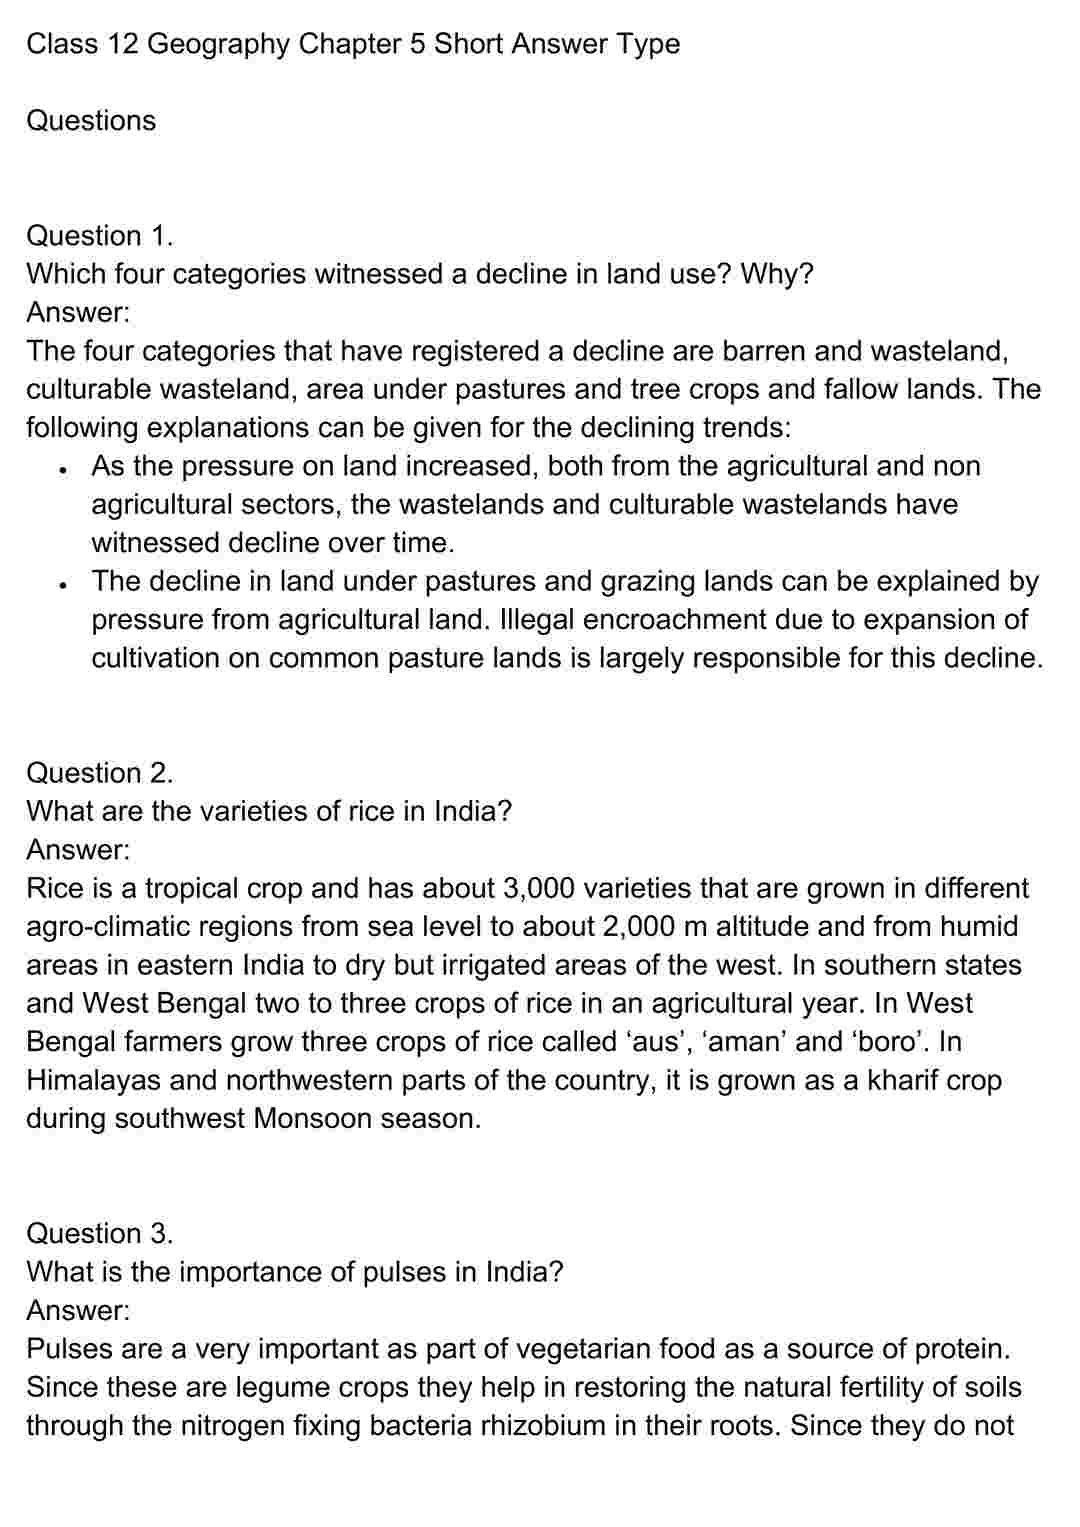 Class 12 Geography Chapter 5 Short Answer Type
Questions
Question 1.
Which four categories witnessed a decline in land use? Why?
Answer:
The four categories that have registered a decline are barren and wasteland,
culturable wasteland, area under pastures and tree crops and fallow lands. The
following explanations can be given for the declining trends:
• As the pressure on land increased, both from the agricultural and non
agricultural sectors, the wastelands and culturable wastelands have
witnessed decline over time.
• The decline in land under pastures and grazing lands can be explained by
pressure from agricultural land. Illegal encroachment due to expansion of
cultivation on common pasture lands is largely responsible for this decline.
Question 2.
What are the varieties of rice in India?
Answer:
Rice is a tropical crop and has about 3,000 varieties that are grown in different
agro-climatic regions from sea level to about 2,000 m altitude and from humid
areas in eastern India to dry but irrigated areas of the west. In southern states
and West Bengal two to three crops of rice in an agricultural year. In West
Bengal farmers grow three crops of rice called ‘aus’, ‘aman’ and ‘boro’. In
Himalayas and northwestern parts of the country, it is grown as a kharif crop
during southwest Monsoon season.
Question 3.
What is the importance of pulses in India?
Answer:
Pulses are a very important as part of vegetarian food as a source of protein.
Since these are legume crops they help in restoring the natural fertility of soils
through the nitrogen fixing bacteria rhizobium in their roots. Since they do not